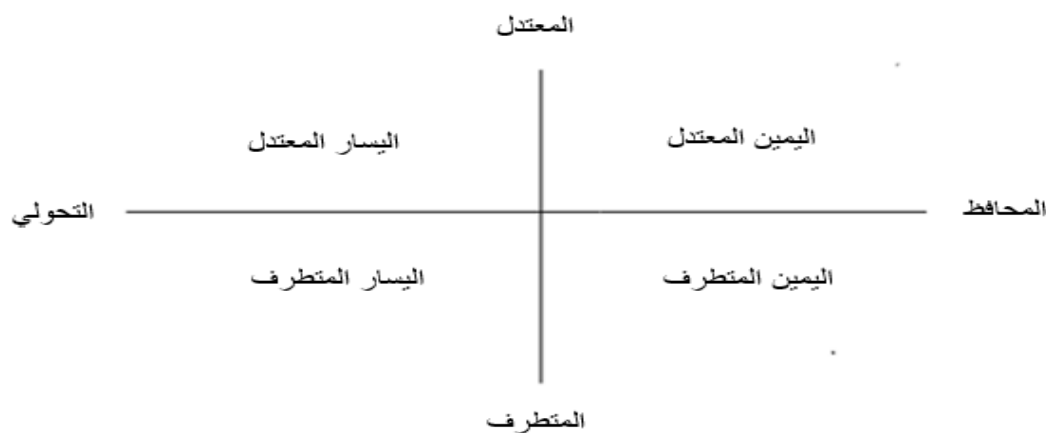 المعتدل
اليمين المعتدل
اليسار المعتدل
المحافظ
التحولي
اليمين المتطرف
اليسار المتطرف
المتطرف